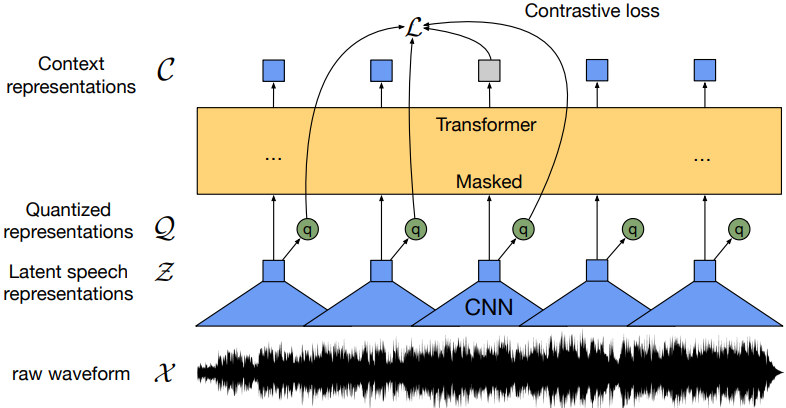 Contrastive loss
ℒ
Context
representations
𝒞
Transformer
...
...
Masked
Quantized
representations
𝒬
q q q q q
Latent speech
representations
𝒵
CNN
raw waveform
𝒳